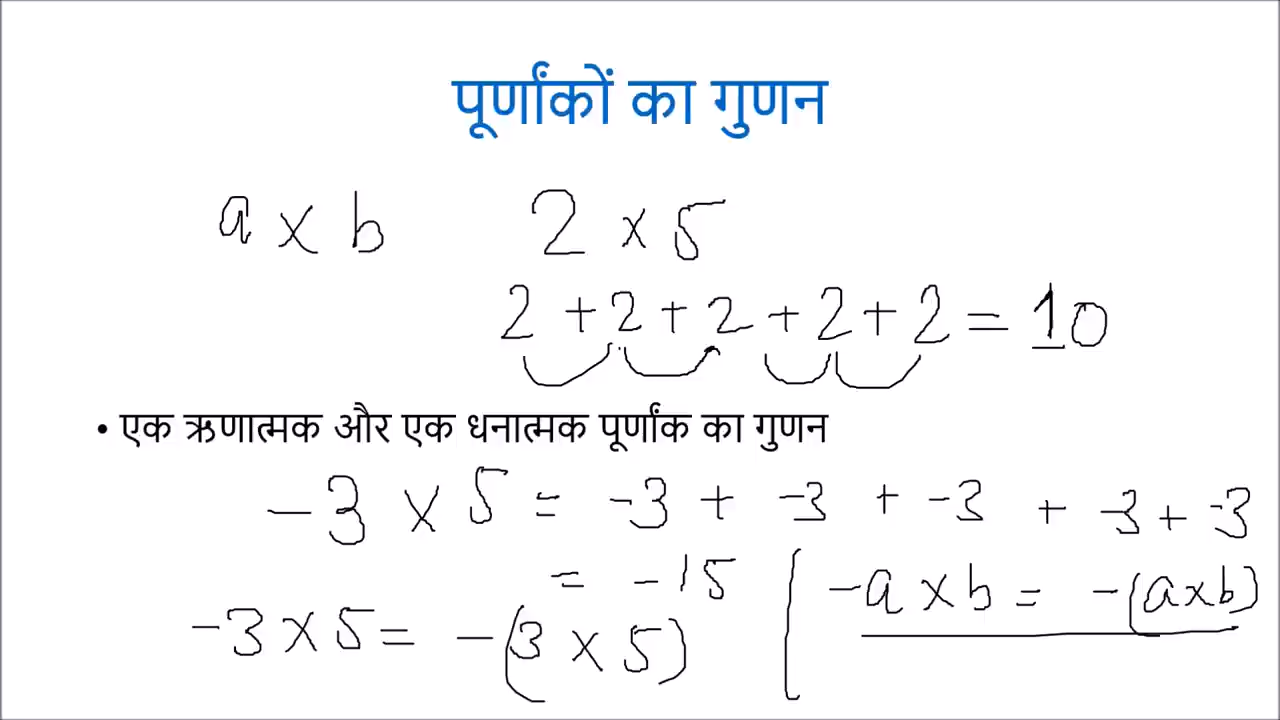 पूर्णांकों का गुणन
a x b 2 x 5
2 + 2 + 2 + 2 + 2 = 10
• एक ऋणात्मक और एक धनात्मक पूर्णांक का गुणन
-3 x 5 = -3 + -3 + -3 + -3 + -3
= -15
-a x b = -(a x b)
-3 x 5 = -(3 x 5)